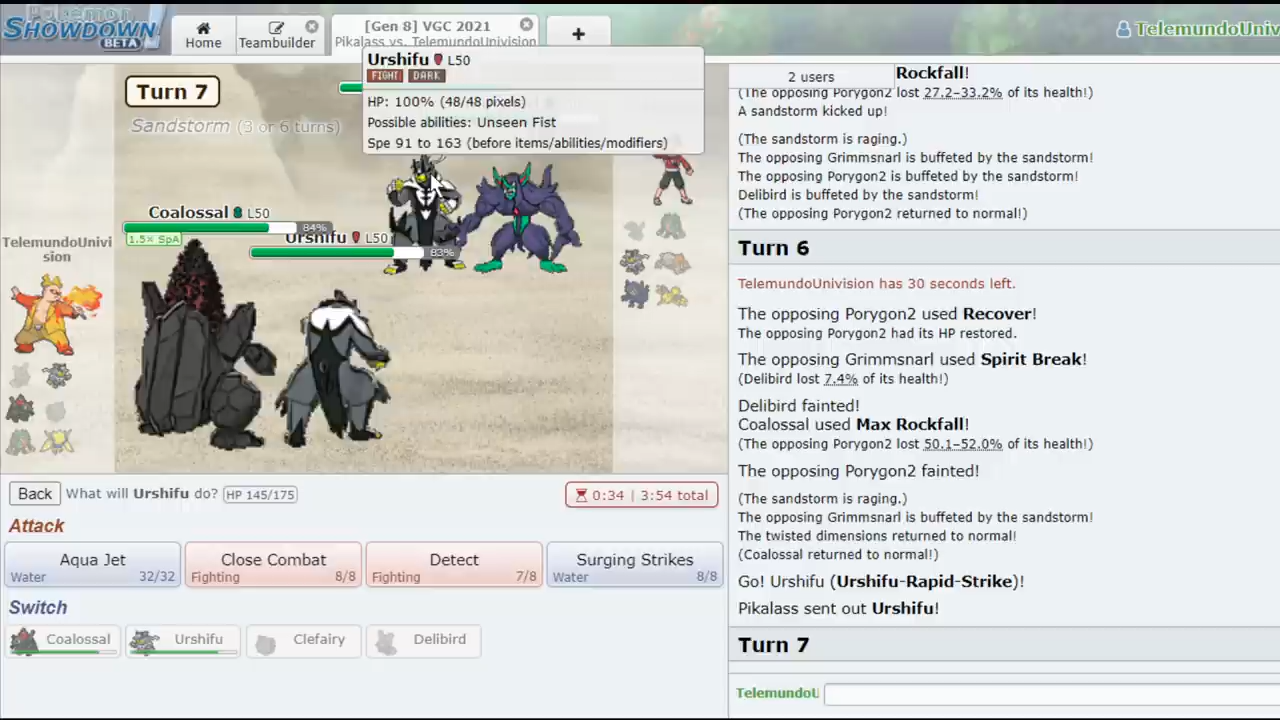 Pokémon
SHOWDOWN!
BETA
Home
Teambuilder
[Gen 8] VGC 2021
Pikalass vs. TelemundoUnivision
+
TelemundoUniv
Urshifu L50
FIGHT DARK
HP: 100% (48/48 pixels)
Possible abilities: Unseen Fist
Spe 91 to 163 (before items/abilities/modifiers)
Turn 7
Sandstorm (3 or 6 turns)
Coalossal L50
84%
1.5× SpA
Urshifu L50
83%
TelemundoUnivi
sion
2 users
Rockfall!
(The opposing Porygon2 lost 27.2–33.2% of its health!)
A sandstorm kicked up!
(The sandstorm is raging.)
The opposing Grimmsnarl is buffeted by the sandstorm!
The opposing Porygon2 is buffeted by the sandstorm!
Delibird is buffeted by the sandstorm!
(The opposing Porygon2 returned to normal!)
Turn 6
TelemundoUnivision has 30 seconds left.
The opposing Porygon2 used Recover!
The opposing Porygon2 had its HP restored.
The opposing Grimmsnarl used Spirit Break!
(Delibird lost 7.4% of its health!)
Delibird fainted!
Coalossal used Max Rockfall!
(The opposing Porygon2 lost 50.1–52.0% of its health!)
The opposing Porygon2 fainted!
(The sandstorm is raging.)
The opposing Grimmsnarl is buffeted by the sandstorm!
The twisted dimensions returned to normal!
(Coalossal returned to normal!)
Go! Urshifu (Urshifu-Rapid-Strike)!
Pikalass sent out Urshifu!
Turn 7
TelemundoU
Back What will Urshifu do? HP 145/175
0:34 | 3:54 total
Attack
Aqua Jet
Water 32/32
Close Combat
Fighting 8/8
Detect
Fighting 7/8
Surging Strikes
Water 8/8
Switch
Coalossal
Urshifu
Clefairy
Delibird